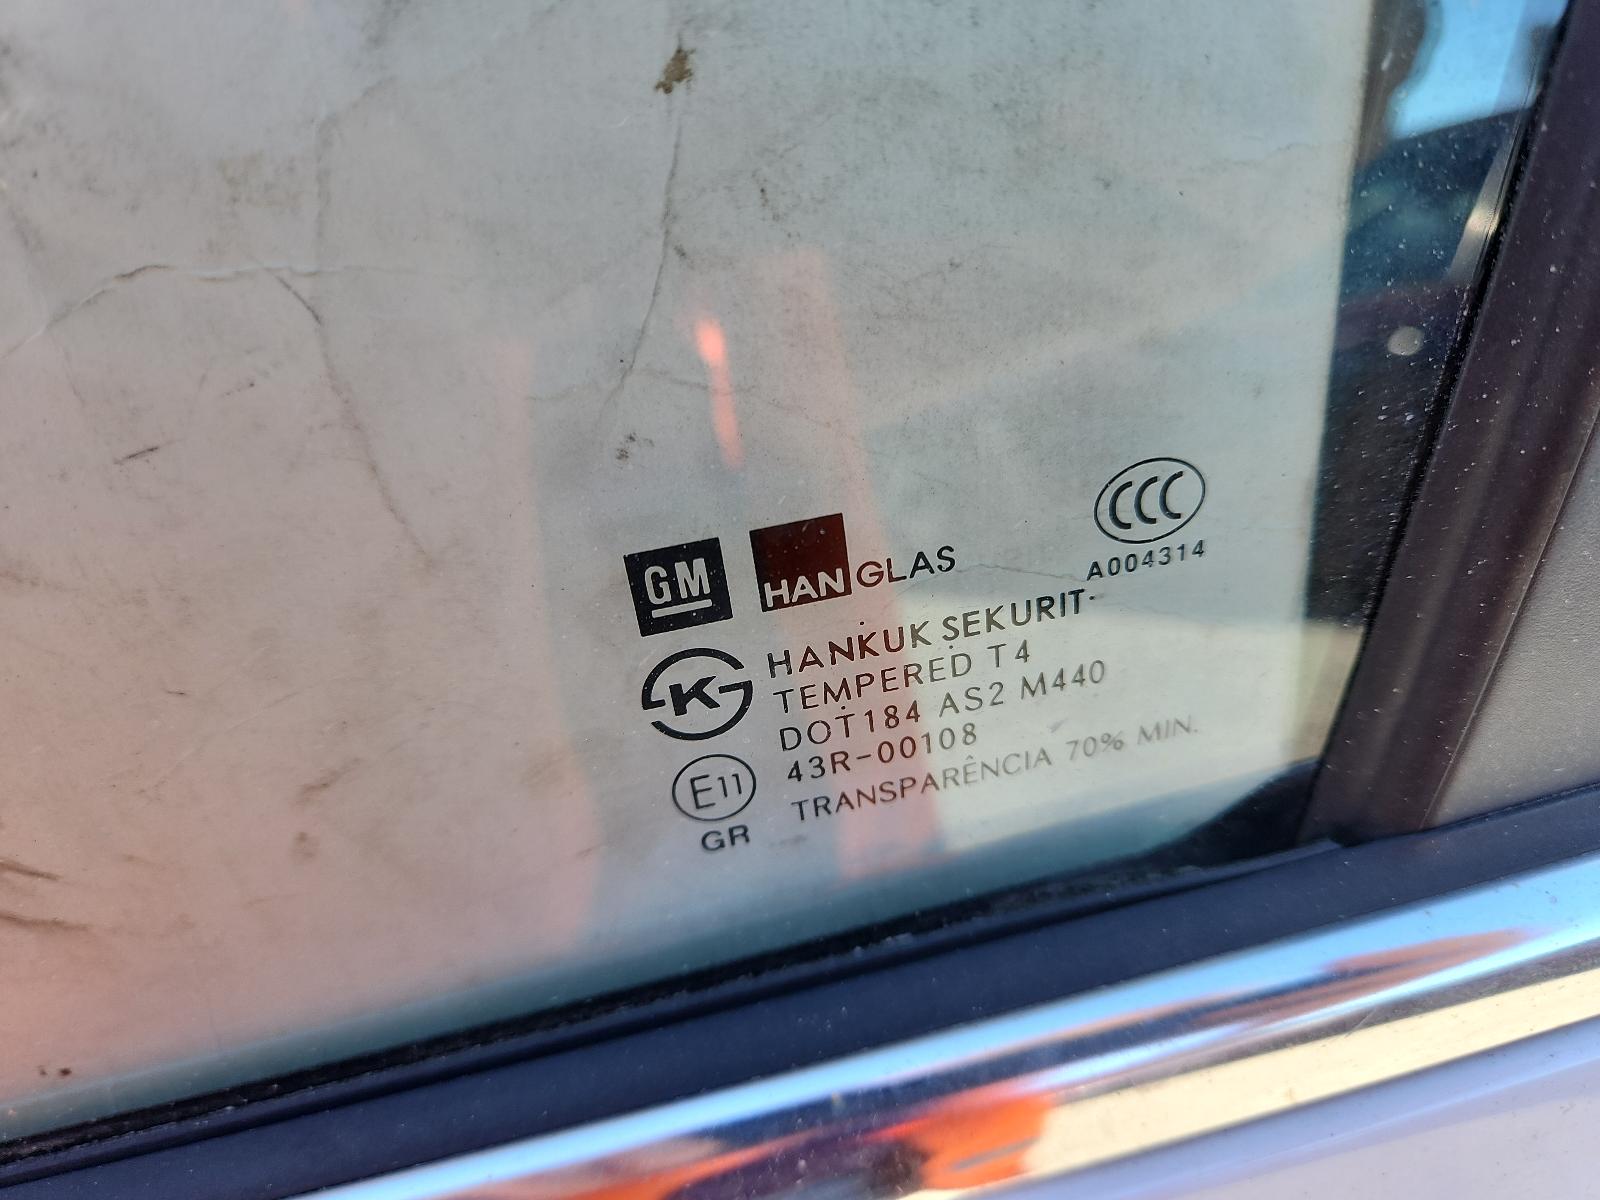 GM HANGLAS
CCC
A004314
K
HANKUK SEKURIT
TEMPERED T4
DOT184 AS2 M440
E11 43R-00108
GR TRANSPARÊNCIA 70% MIN.